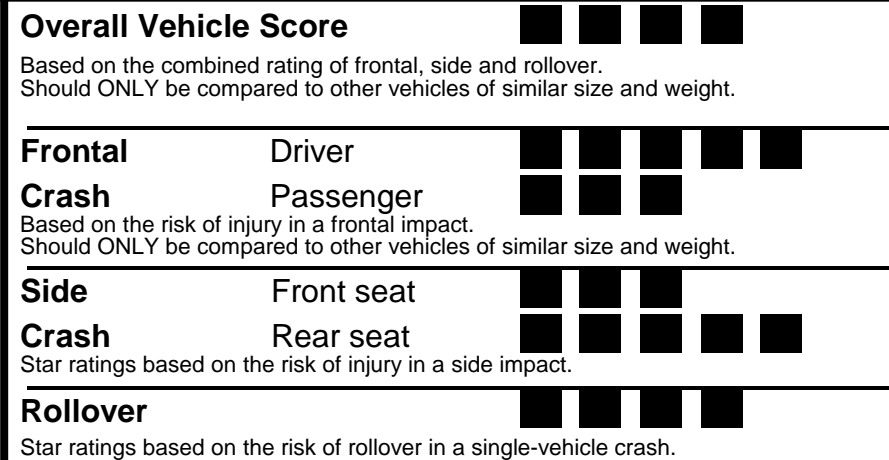 Overall Vehicle Score
Based on the combined rating of frontal, side and rollover.
Should ONLY be compared to other vehicles of similar size and weight.
Frontal Driver
Crash Passenger
Based on the risk of injury in a frontal impact.
Should ONLY be compared to other vehicles of similar size and weight.
Side Front seat
Crash Rear seat
Star ratings based on the risk of injury in a side impact.
Rollover
Star ratings based on the risk of rollover in a single-vehicle crash.